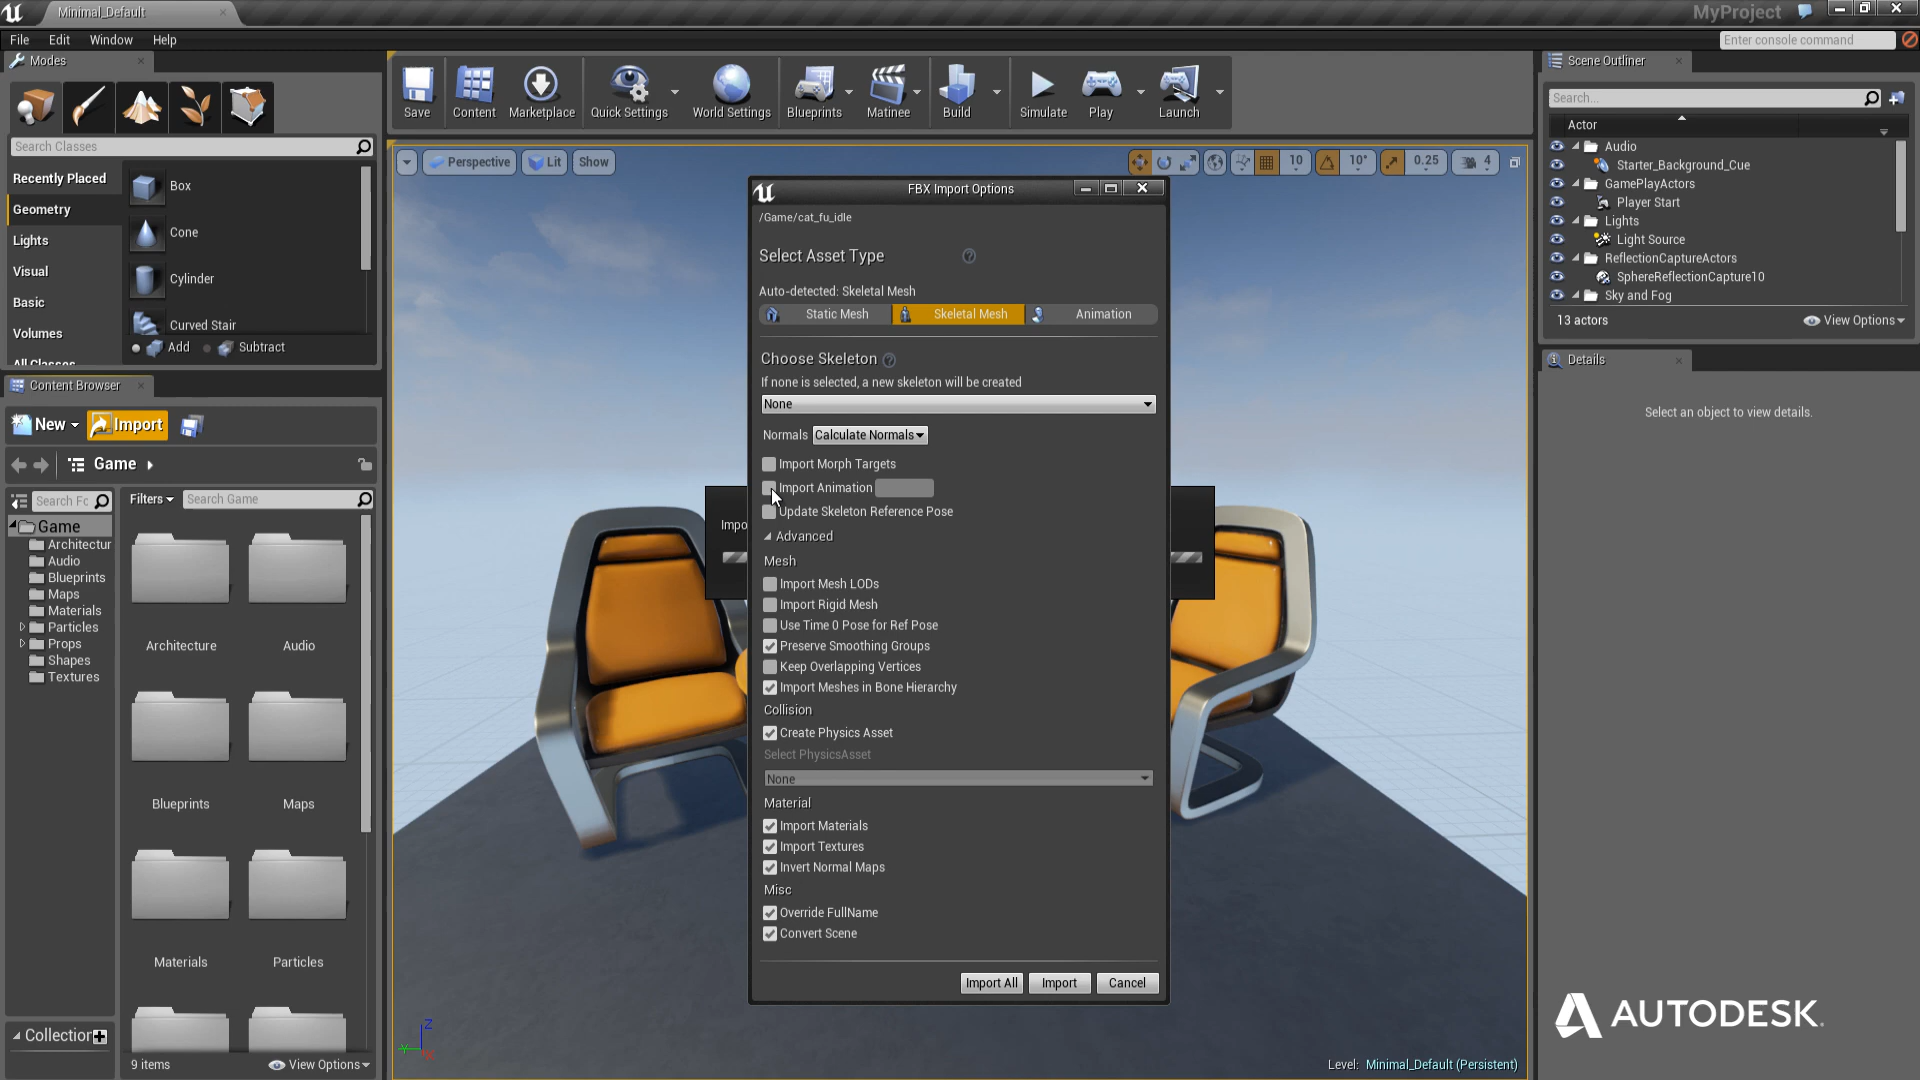 Minimal_Default
MyProject
File Edit Window Help
Enter console command
Modes
Search Classes
Recently Placed
Geometry
Lights
Visual
Basic
Volumes
All Classes
Box
Cone
Cylinder
Curved Stair
Add Subtract
Content Browser
New Import
Game
Filters Search Game
Game
Architectur
Audio
Blueprints
Maps
Materials
Particles
Props
Shapes
Textures
Architecture Audio
Blueprints Maps
Materials Particles
Collection
9 items View Options
Save Content Marketplace Quick Settings World Settings Blueprints Matinee Build Simulate Play Launch
Perspective Lit Show
10 10° 0.25 4
FBX Import Options
/Game/cat_fu_idle
Select Asset Type
Auto-detected: Skeletal Mesh
Static Mesh Skeletal Mesh Animation
Choose Skeleton
If none is selected, a new skeleton will be created
None
Normals Calculate Normals
Import Morph Targets
Import Animation
Update Skeleton Reference Pose
Advanced
Mesh
Import Mesh LODs
Import Rigid Mesh
Use Time 0 Pose for Ref Pose
Preserve Smoothing Groups
Keep Overlapping Vertices
Import Meshes in Bone Hierarchy
Collision
Create Physics Asset
Select PhysicsAsset
None
Material
Import Materials
Import Textures
Invert Normal Maps
Misc
Override FullName
Convert Scene
Import All Import Cancel
Impo
Z
Level: Minimal_Default (Persistent)
Scene Outliner
Search...
Actor
Audio
Starter_Background_Cue
GamePlayActors
Player Start
Lights
Light Source
ReflectionCaptureActors
SphereReflectionCapture10
Sky and Fog
13 actors View Options
Details
Select an object to view details.
AUTODESK.